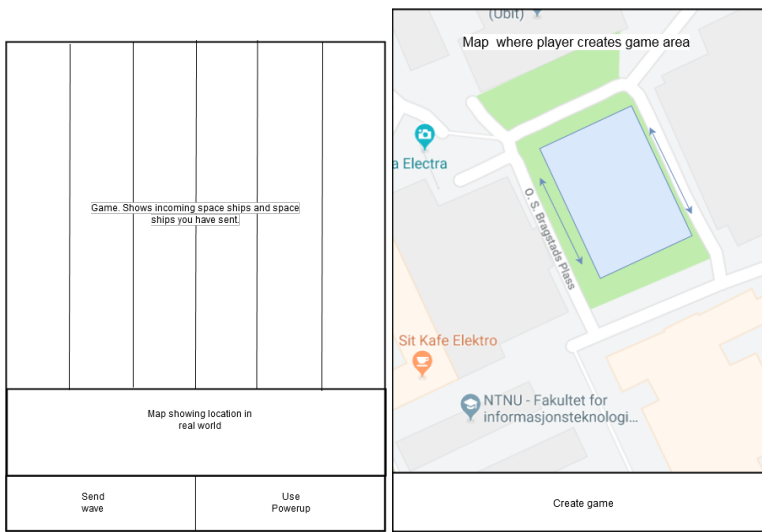 Game. Shows incoming space ships and space
ships you have sent.
Map showing location in
real world
Send
wave
Use
Powerup
(Ubit)
Map  where player creates game area
a Electra
O. S. Bragstads Plass
Sit Kafe Elektro
NTNU - Fakultet for
informasjonsteknologi...
Create game